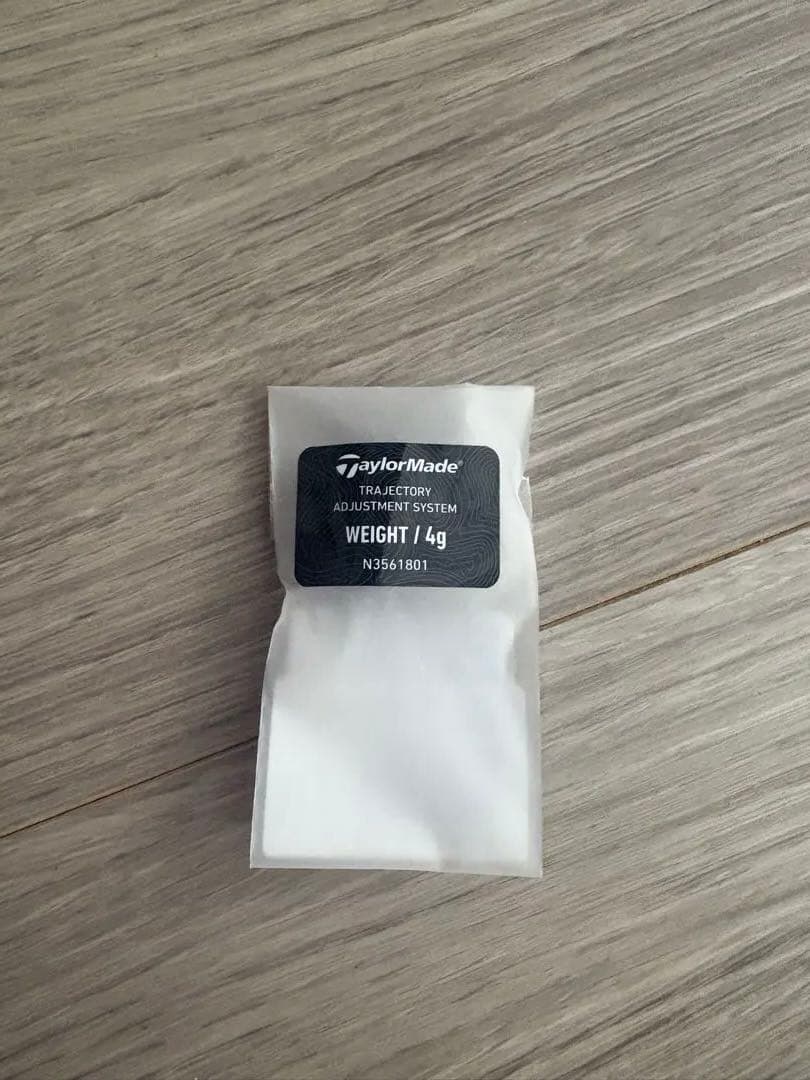 TaylorMade®
TRAJECTORY
ADJUSTMENT SYSTEM
WEIGHT / 4g
N3561801